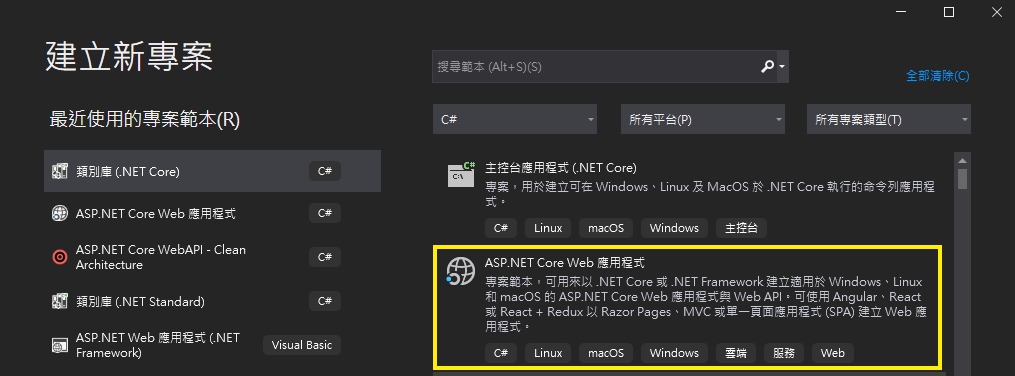 建立新專案
搜尋範本 (Alt+S)(S)
全部清除(C)
最近使用的專案範本(R)
C#
所有平台(P)
所有專案類型(T)
類別庫 (.NET Core)
C#
ASP.NET Core Web 應用程式
C#
ASP.NET Core WebAPI - Clean
Architecture
C#
類別庫 (.NET Standard)
C#
ASP.NET Web 應用程式 (.NET
Framework)
Visual Basic
主控台應用程式 (.NET Core)
專案，用於建立可在 Windows、Linux 及 MacOS 於 .NET Core 執行的命令列應用程
式。
C# Linux macOS Windows 主控台
ASP.NET Core Web 應用程式
專案範本，可用來以 .NET Core 或 .NET Framework 建立適用於 Windows、Linux
和 macOS 的 ASP.NET Core Web 應用程式與 Web API。可使用 Angular、React
或 React + Redux 以 Razor Pages、MVC 或單一頁面應用程式 (SPA) 建立 Web 應
用程式。
C# Linux macOS Windows 雲端 服務 Web